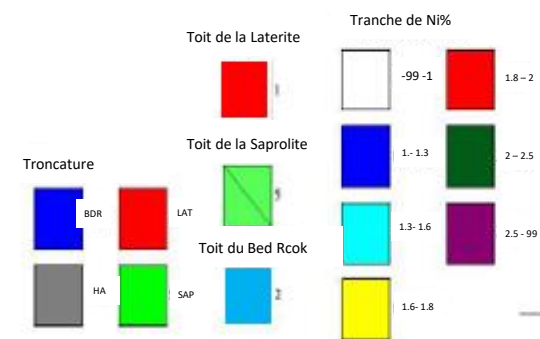 Tranche de Ni%
Toit de la Laterite
-99 -1
1.8 – 2
1
Toit de la Saprolite
1.- 1.3
2 – 2.5
Troncature
5
BDR
LAT
1.3- 1.6
2.5 - 99
Toit du Bed Rcok
HA
SAP
1.6- 1.8